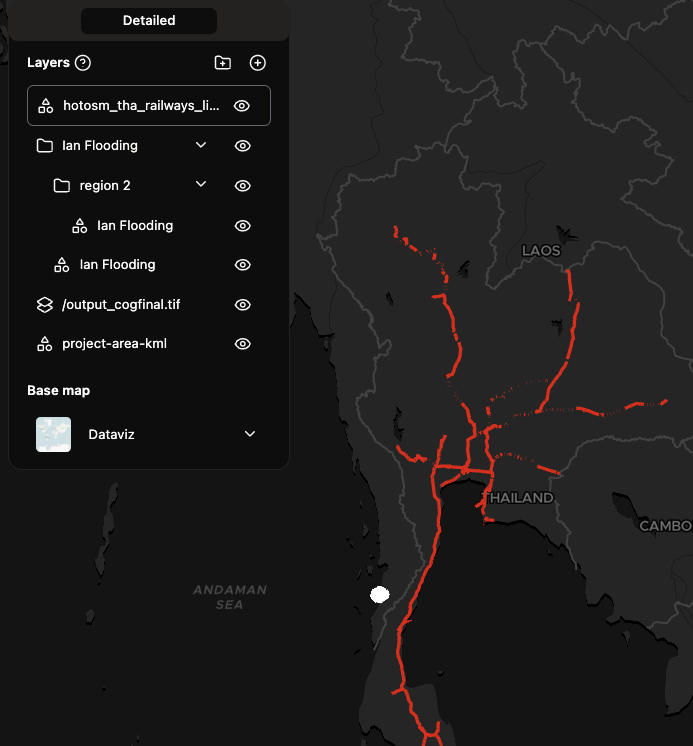 Detailed
Layers
hotosm_tha_railways_li...
Ian Flooding
region 2
Ian Flooding
Ian Flooding
/output_cogfinal.tif
project-area-kml
Base map
Dataviz
LAOS
THAILAND
CAMBO
ANDAMAN
SEA